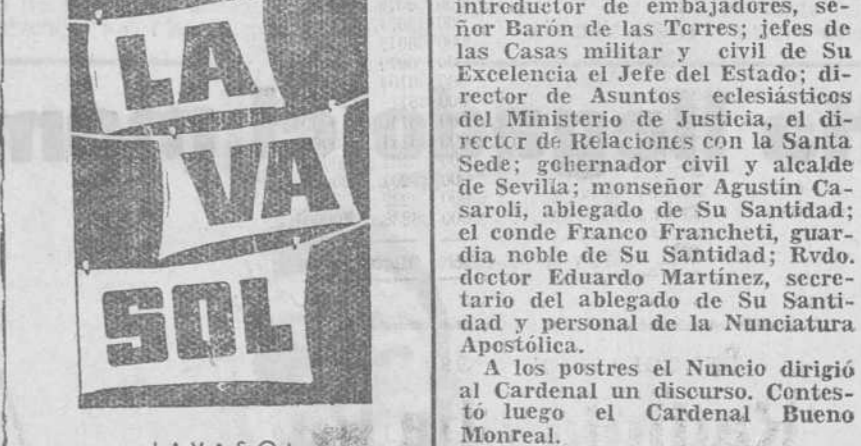 LA
VA
SOL
LAVASOL
introductor de embajadores, se-
ñor Barón de las Torres; jefes de
las Casas militar y civil de Su
Excelencia el Jefe del Estado; di-
rector de Asuntos eclesiásticos
del Ministerio de Justicia, el di-
rector de Relaciones con la Santa
Sede; gobernador civil y alcalde
de Sevilla; monseñor Agustín Ca-
saroli, abiegado de Su Santidad;
el conde Franco Francheti, guar-
dia noble de Su Santidad; Rvdo.
doctor Eduardo Martínez, secre-
tario del ablegado de Su Santi-
dad y personal de la Nunciatura
Apostólica.
A los postres el Nuncio dirigió
al Cardenal un discurso. Contes-
tó luego el Cardenal Bueno
Monreal.